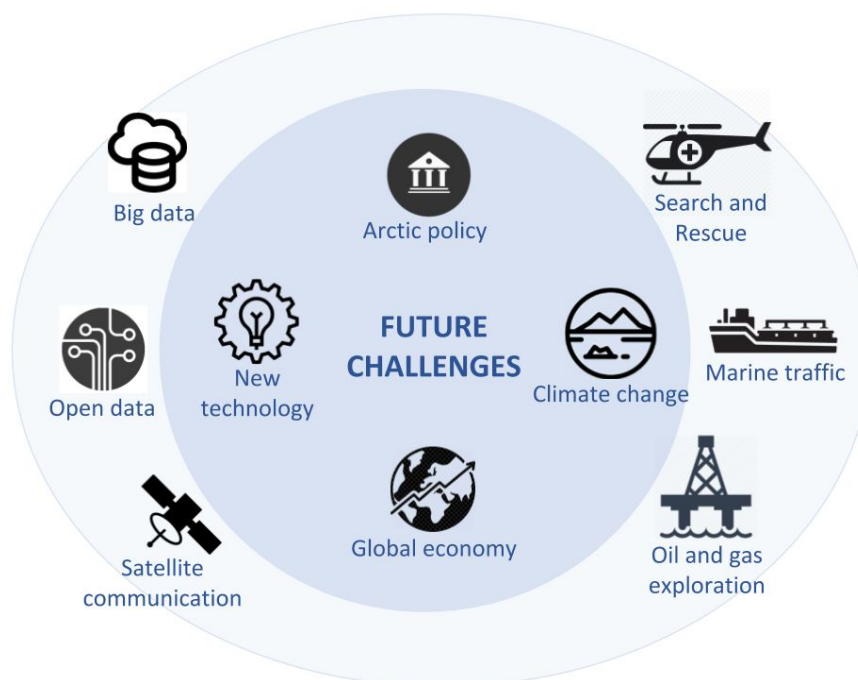 Big data
Arctic policy
Search and
Rescue
FUTURE
CHALLENGES
Open data
New
technology
Climate change
Marine traffic
Satellite
communication
Global economy
Oil and gas
exploration